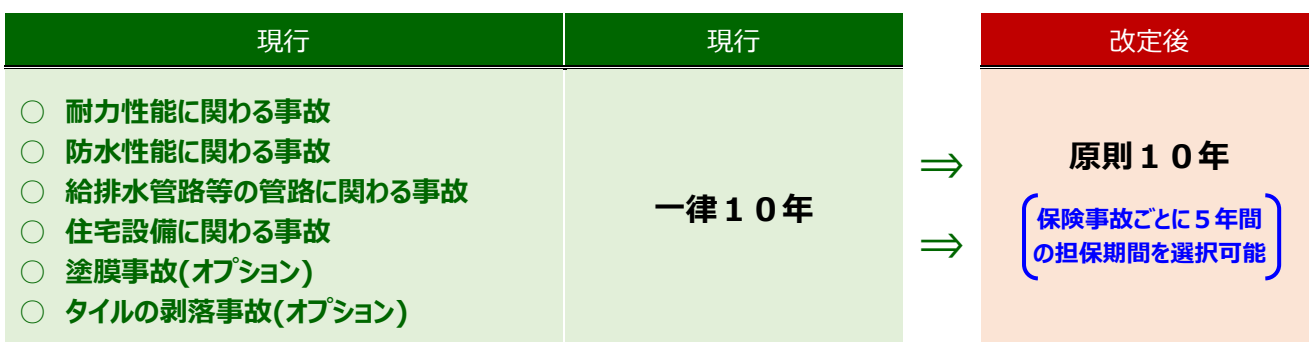 現行
現行
改定後
○ 耐力性能に関わる事故
○ 防水性能に関わる事故
○ 給排水管路等の管路に関わる事故
○ 住宅設備に関わる事故
○ 塗膜事故(オプション)
○ タイルの剥落事故(オプション)
一律10年
⇒
⇒
原則10年
保険事故ごとに5年間
の担保期間を選択可能